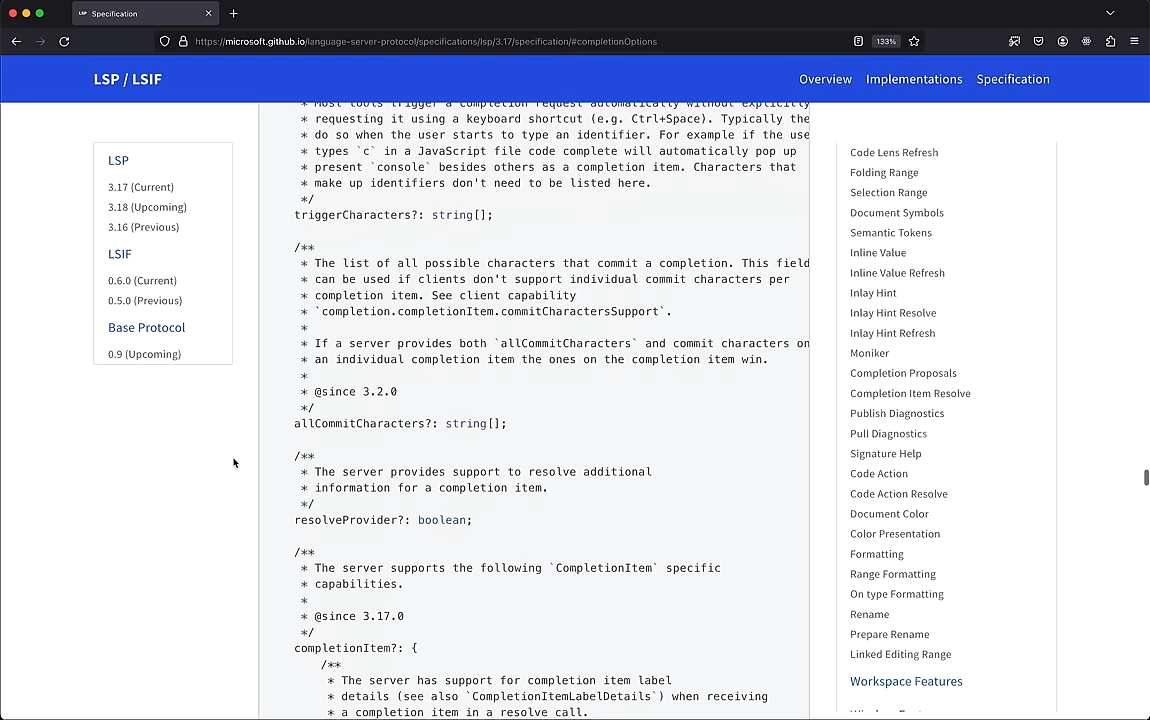 LSP Specification
https://microsoft.github.io/language-server-protocol/specifications/lsp/3.17/specification/#completionOptions
133%
LSP / LSIF
Overview
Implementations
Specification
LSP
3.17 (Current)
3.18 (Upcoming)
3.16 (Previous)
LSIF
0.6.0 (Current)
0.5.0 (Previous)
Base Protocol
0.9 (Upcoming)
* Most tools trigger a completion request automatically without explicitly
* requesting it using a keyboard shortcut (e.g. Ctrl+Space). Typically the
* do so when the user starts to type an identifier. For example if the use
* types `c` in a JavaScript file code complete will automatically pop up
* present `console` besides others as a completion item. Characters that
* make up identifiers don't need to be listed here.
*/
triggerCharacters?: string[];
/**
* The list of all possible characters that commit a completion. This field
* can be used if clients don't support individual commit characters per
* completion item. See client capability
* `completion.completionItem.commitCharactersSupport`.
*
* If a server provides both `allCommitCharacters` and commit characters on
* an individual completion item the ones on the completion item win.
*
* @since 3.2.0
*/
allCommitCharacters?: string[];
/**
* The server provides support to resolve additional
* information for a completion item.
*/
resolveProvider?: boolean;
/**
* The server supports the following `CompletionItem` specific
* capabilities.
*
* @since 3.17.0
*/
completionItem?: {
/**
* The server has support for completion item label
* details (see also `CompletionItemLabelDetails`) when receiving
* a completion item in a resolve call.
Code Lens Refresh
Folding Range
Selection Range
Document Symbols
Semantic Tokens
Inline Value
Inline Value Refresh
Inlay Hint
Inlay Hint Resolve
Inlay Hint Refresh
Moniker
Completion Proposals
Completion Item Resolve
Publish Diagnostics
Pull Diagnostics
Signature Help
Code Action
Code Action Resolve
Document Color
Color Presentation
Formatting
Range Formatting
On type Formatting
Rename
Prepare Rename
Linked Editing Range
Workspace Features